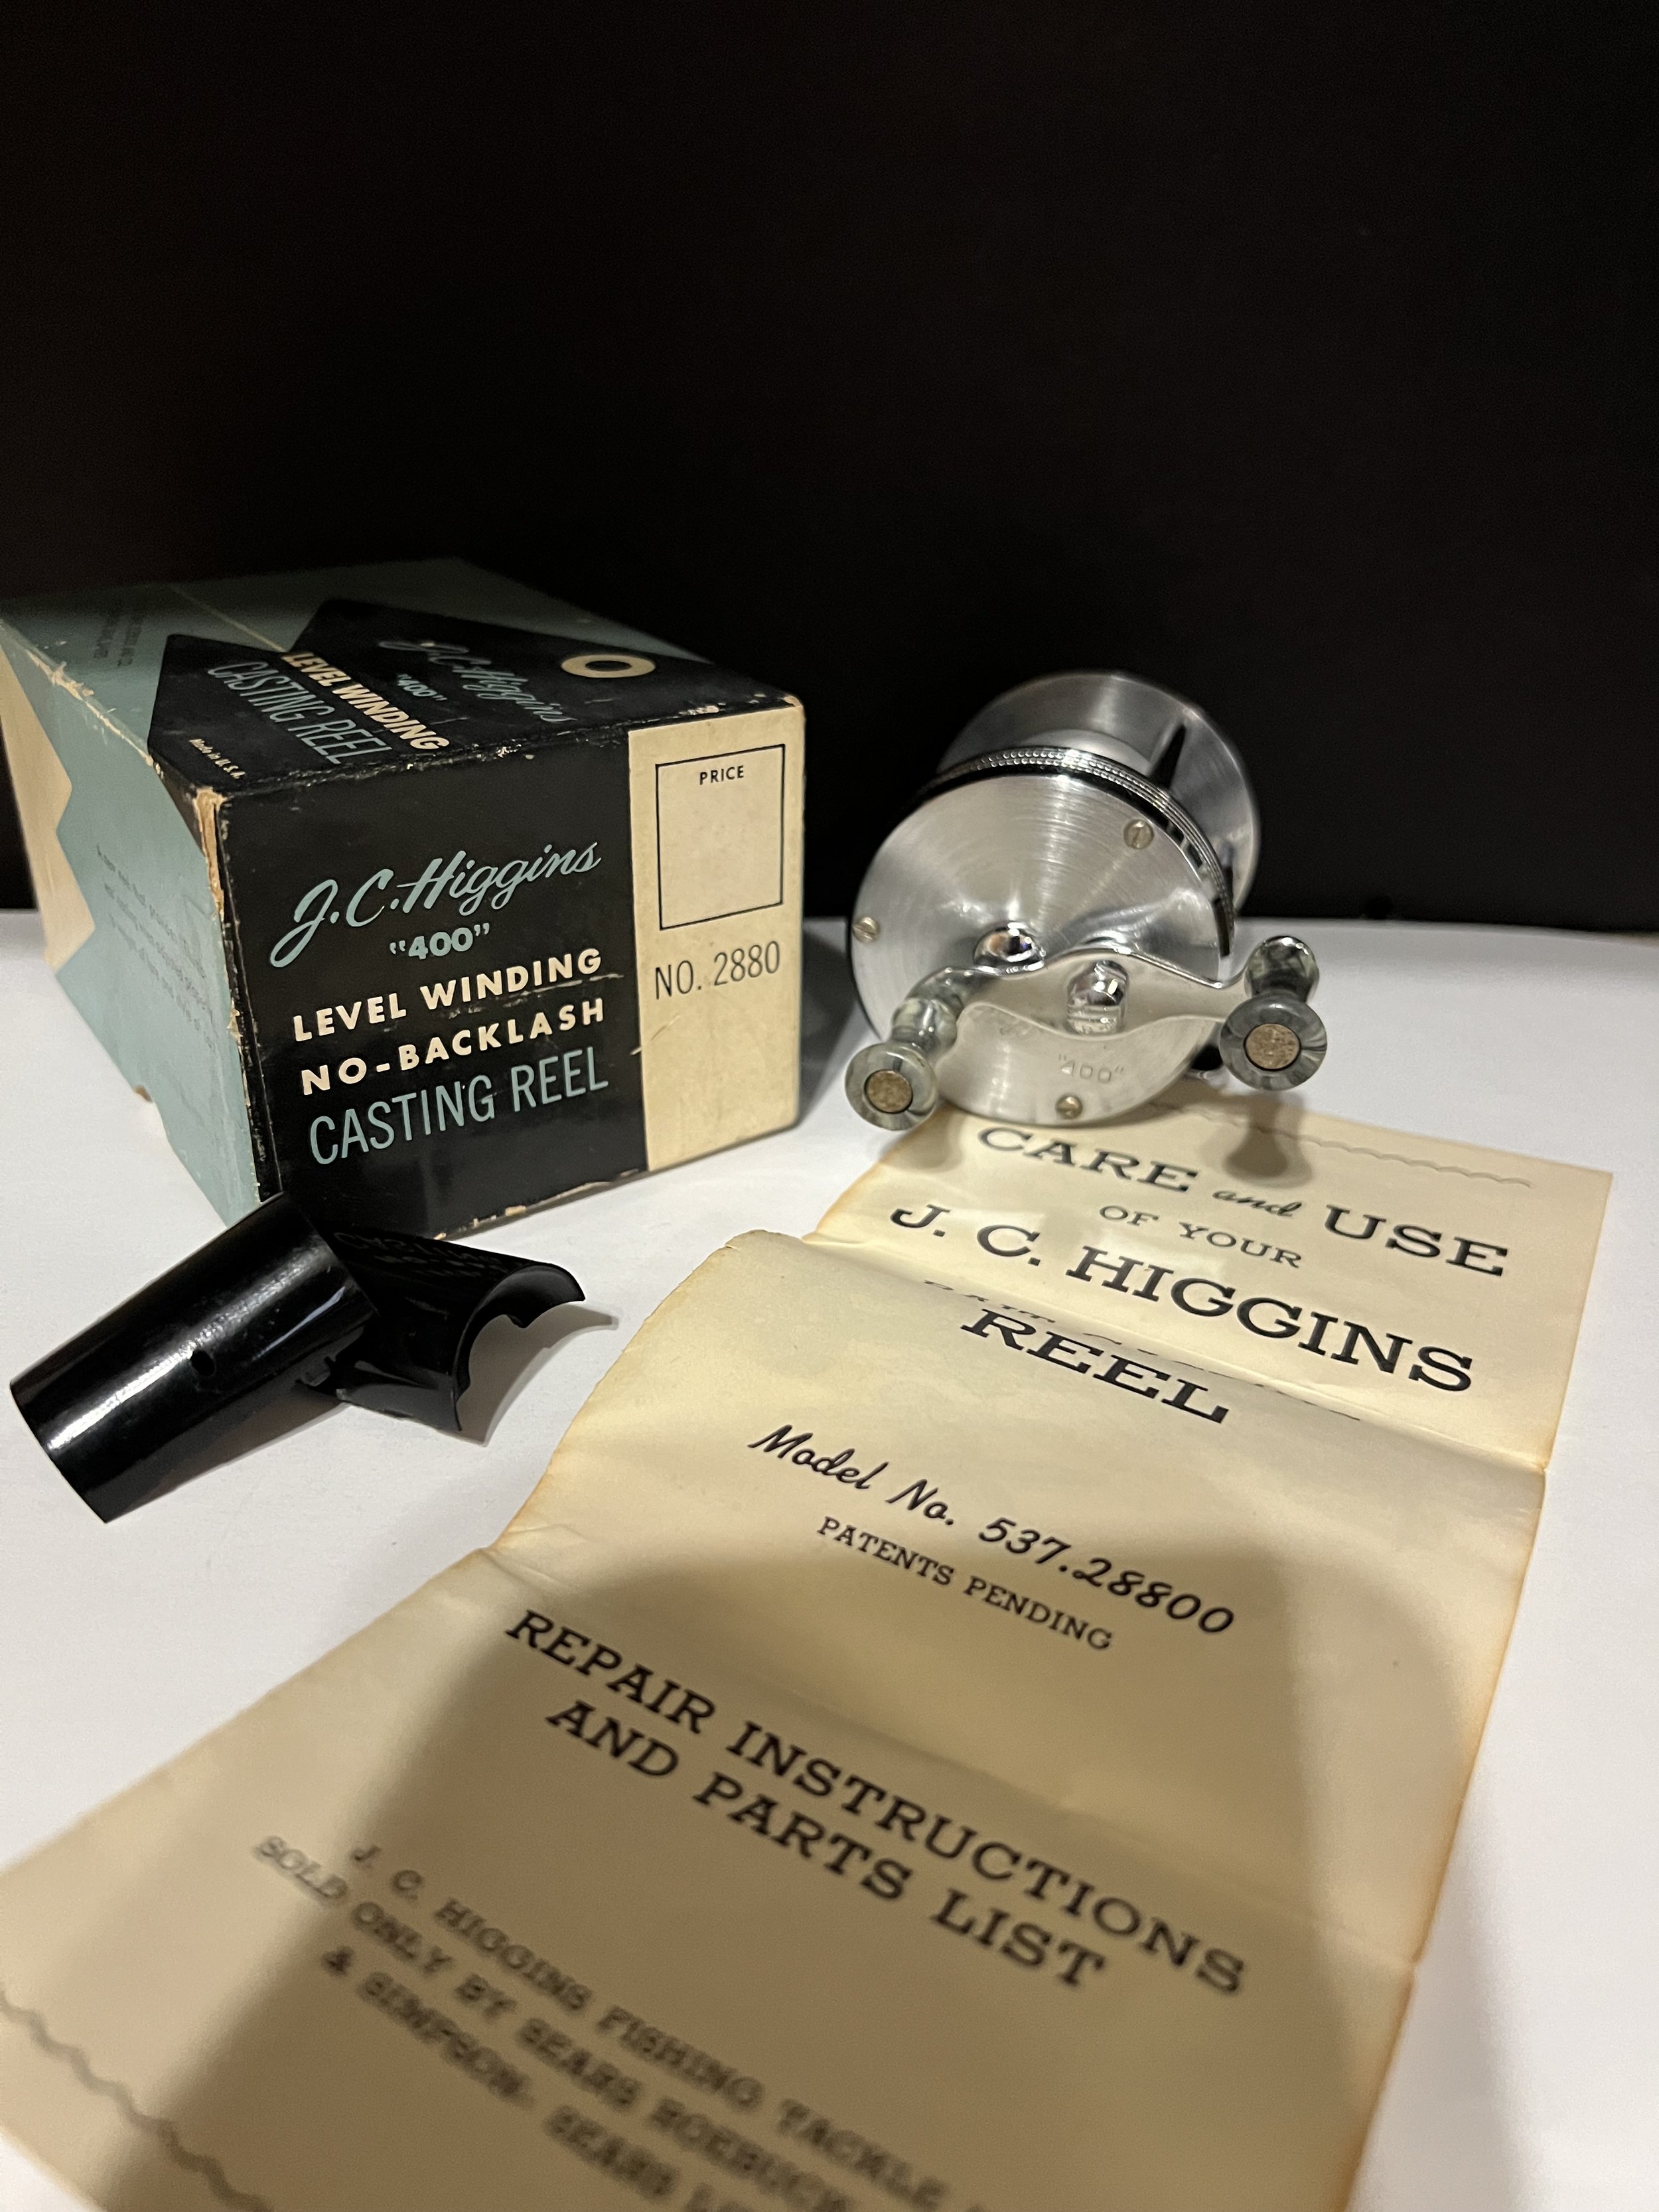 J.C. Higgins
"400"
LEVEL WINDING
CASTING REEL
Made in U.S.A.
J.C. Higgins
"400"
LEVEL WINDING
NO-BACKLASH
CASTING REEL
PRICE
NO. 2880
"400"
CARE and USE
OF YOUR
J. C. HIGGINS
REEL
Model No. 537.28800
PATENTS PENDING
REPAIR INSTRUCTIONS
AND PARTS LIST
J. C. HIGGINS FISHING TACKLE
SOLD ONLY BY SEARS ROEBUCK
& SIMPSON- SEARS